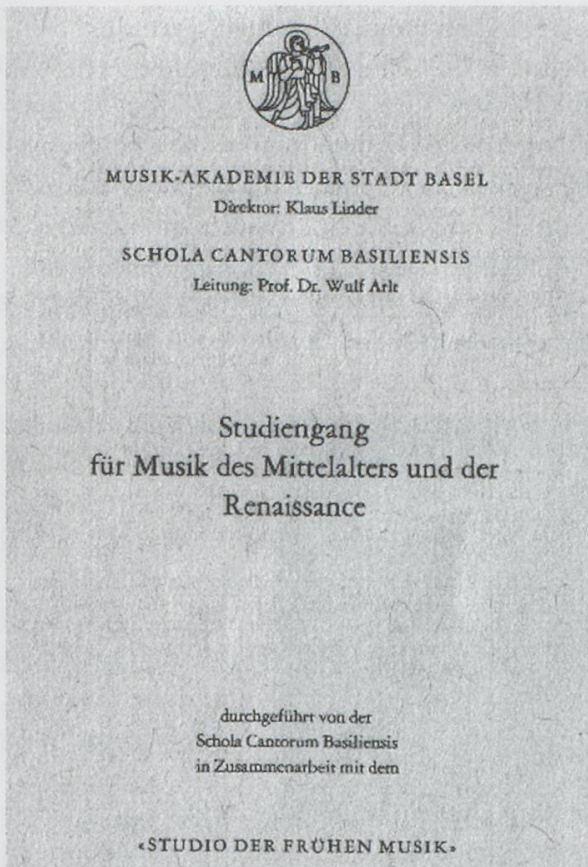 M B
MUSIK-AKADEMIE DER STADT BASEL
Direktor: Klaus Linder
SCHOLA CANTORUM BASILIENSIS
Leitung: Prof. Dr. Wulf Arlt
Studiengang
für Musik des Mittelalters und der
Renaissance
durchgeführt von der
Schola Cantorum Basiliensis
in Zusammenarbeit mit dem
«STUDIO DER FRÜHEN MUSIK»